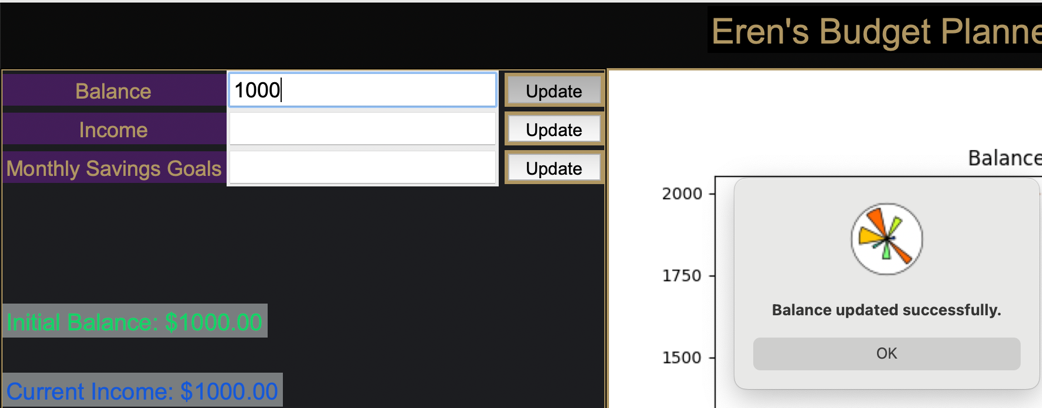 Eren's Budget Planne
Balance 1000 Update
Income Update
Monthly Savings Goals Update
Balance
2000
1750
Balance updated successfully.
Initial Balance: $1000.00
1500
OK
Current Income: $1000.00